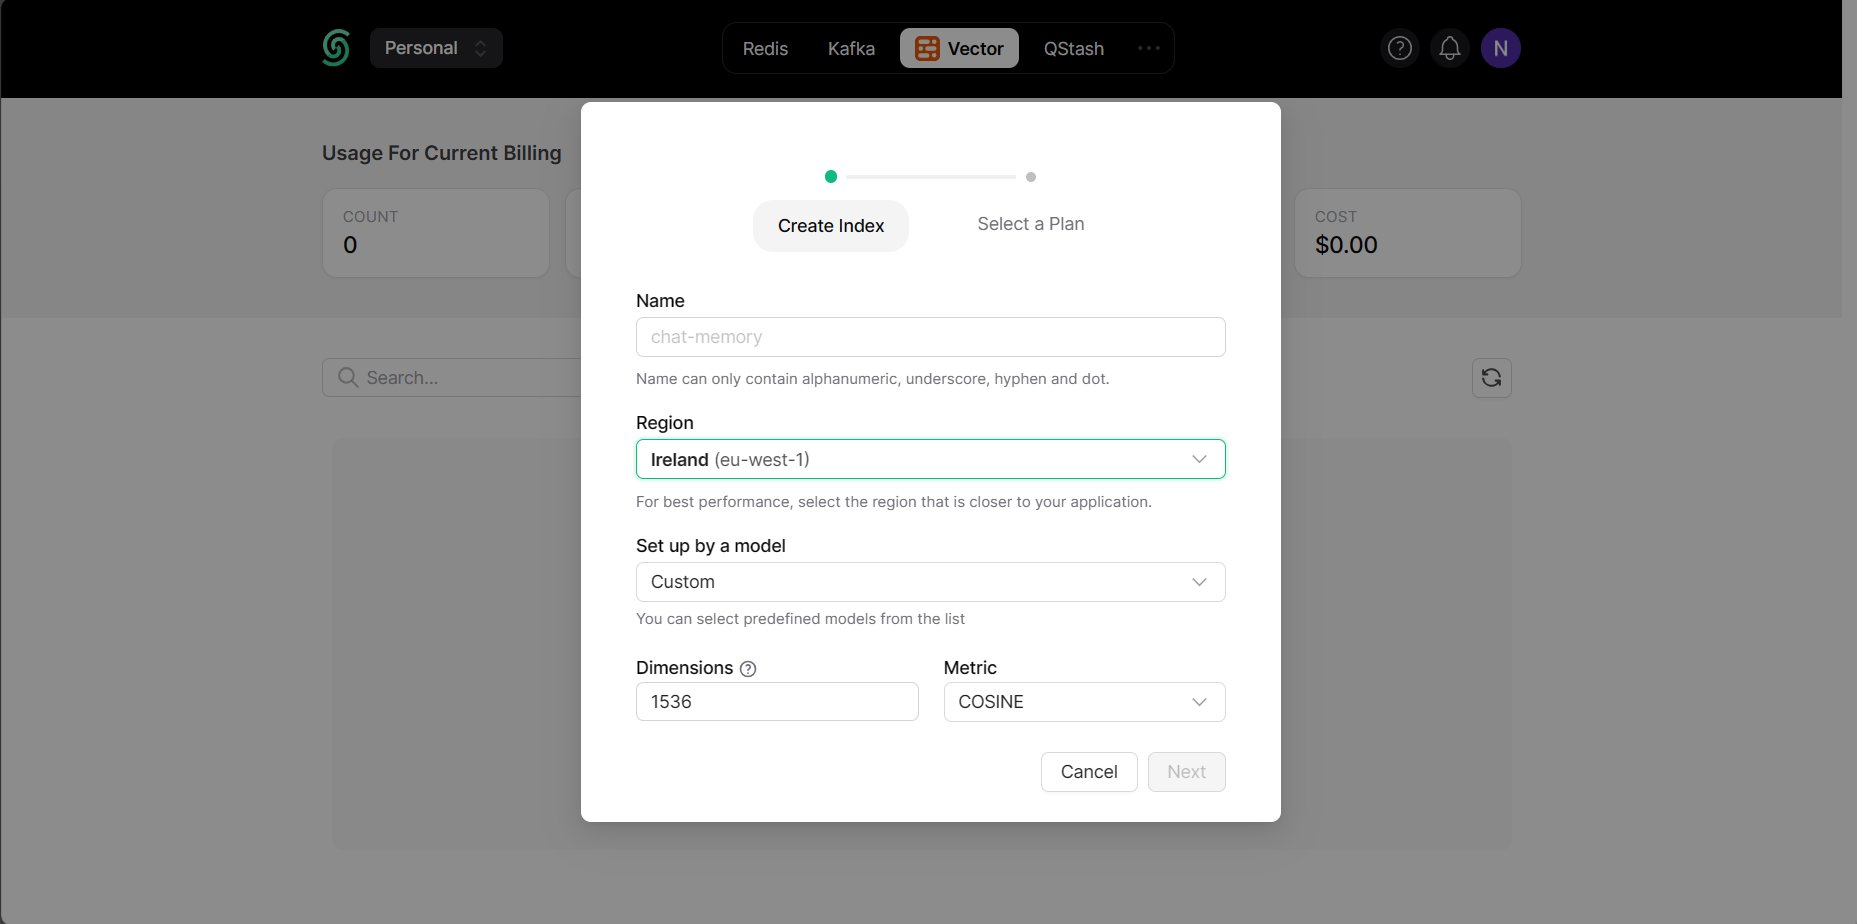 Personal
Redis
Kafka
Vector
QStash
N
Usage For Current Billing
COUNT
0
COST
$0.00
Search...
Create Index
Select a Plan
Name
chat-memory
Name can only contain alphanumeric, underscore, hyphen and dot.
Region
Ireland (eu-west-1)
For best performance, select the region that is closer to your application.
Set up by a model
Custom
You can select predefined models from the list
Dimensions
Metric
1536
COSINE
Cancel
Next